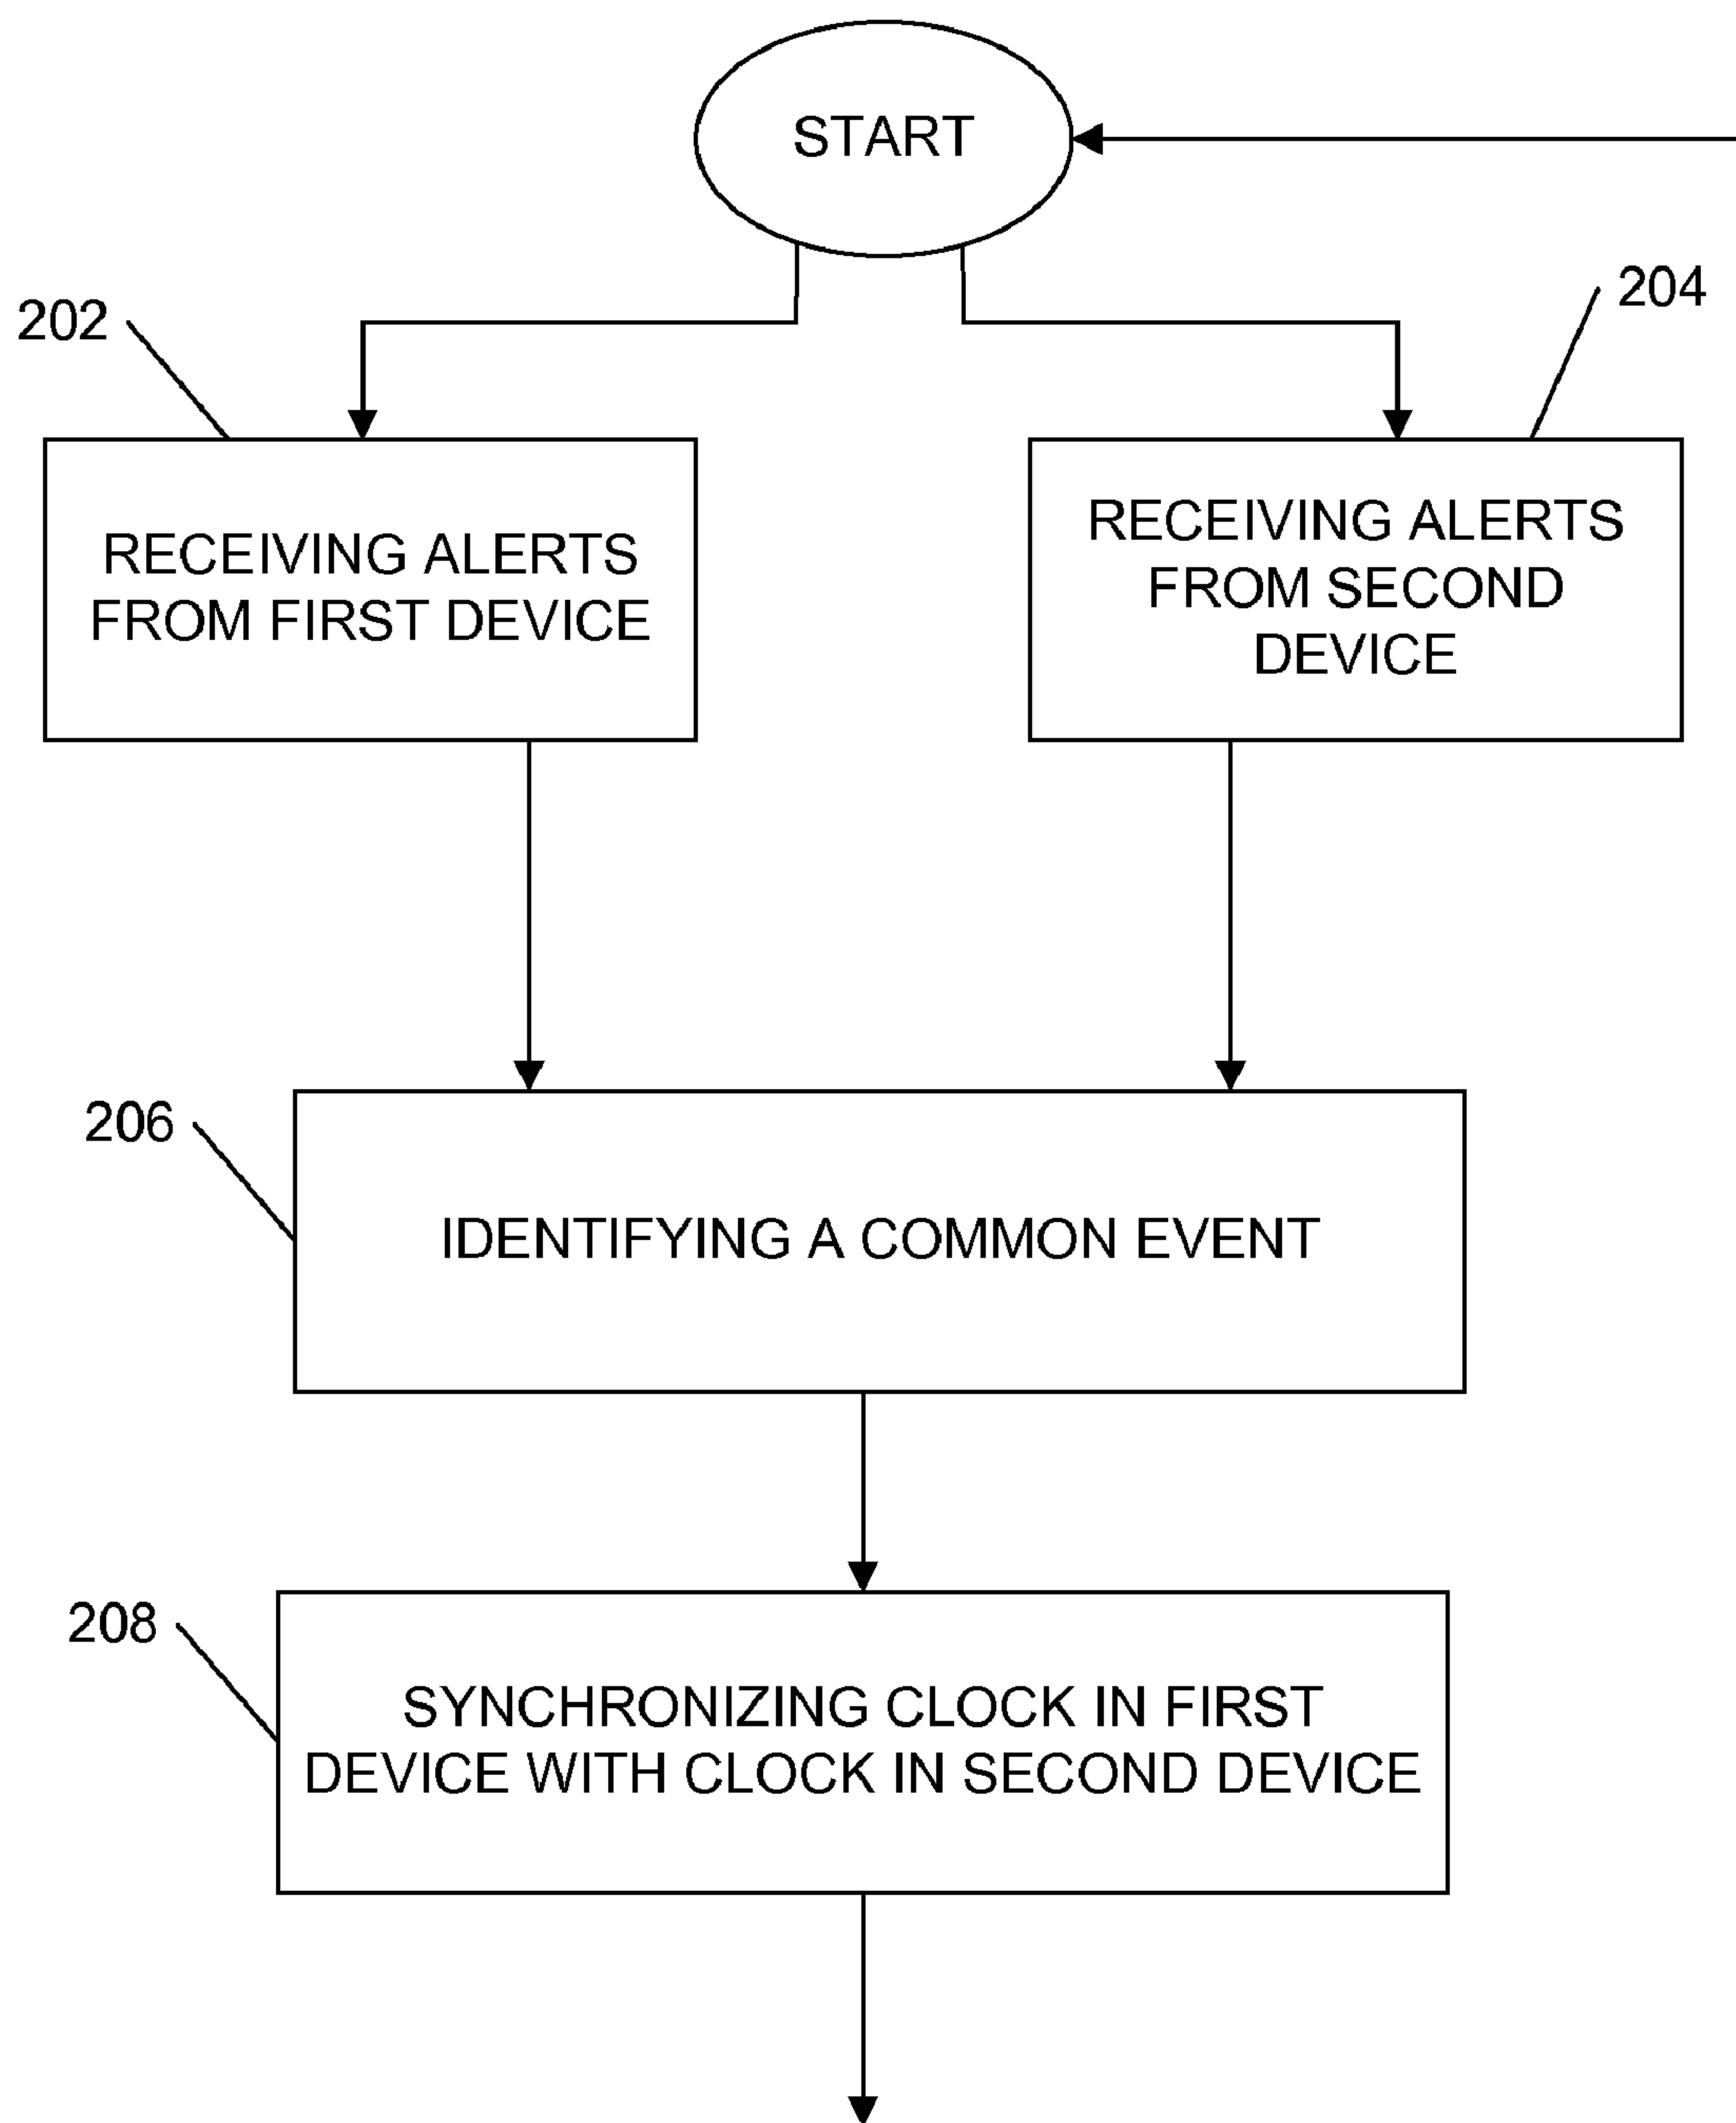 START
202
204
RECEIVING ALERTS
FROM FIRST DEVICE
RECEIVING ALERTS
FROM SECOND
DEVICE
206
IDENTIFYING A COMMON EVENT
208
SYNCHRONIZING CLOCK IN FIRST
DEVICE WITH CLOCK IN SECOND DEVICE